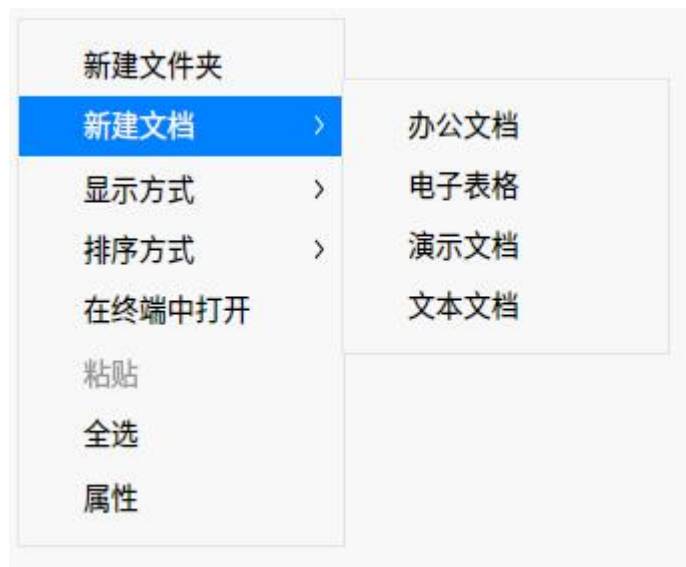 新建文件夹
新建文档
显示方式
排序方式
在终端中打开
粘贴
全选
属性
办公文档
电子表格
演示文档
文本文档